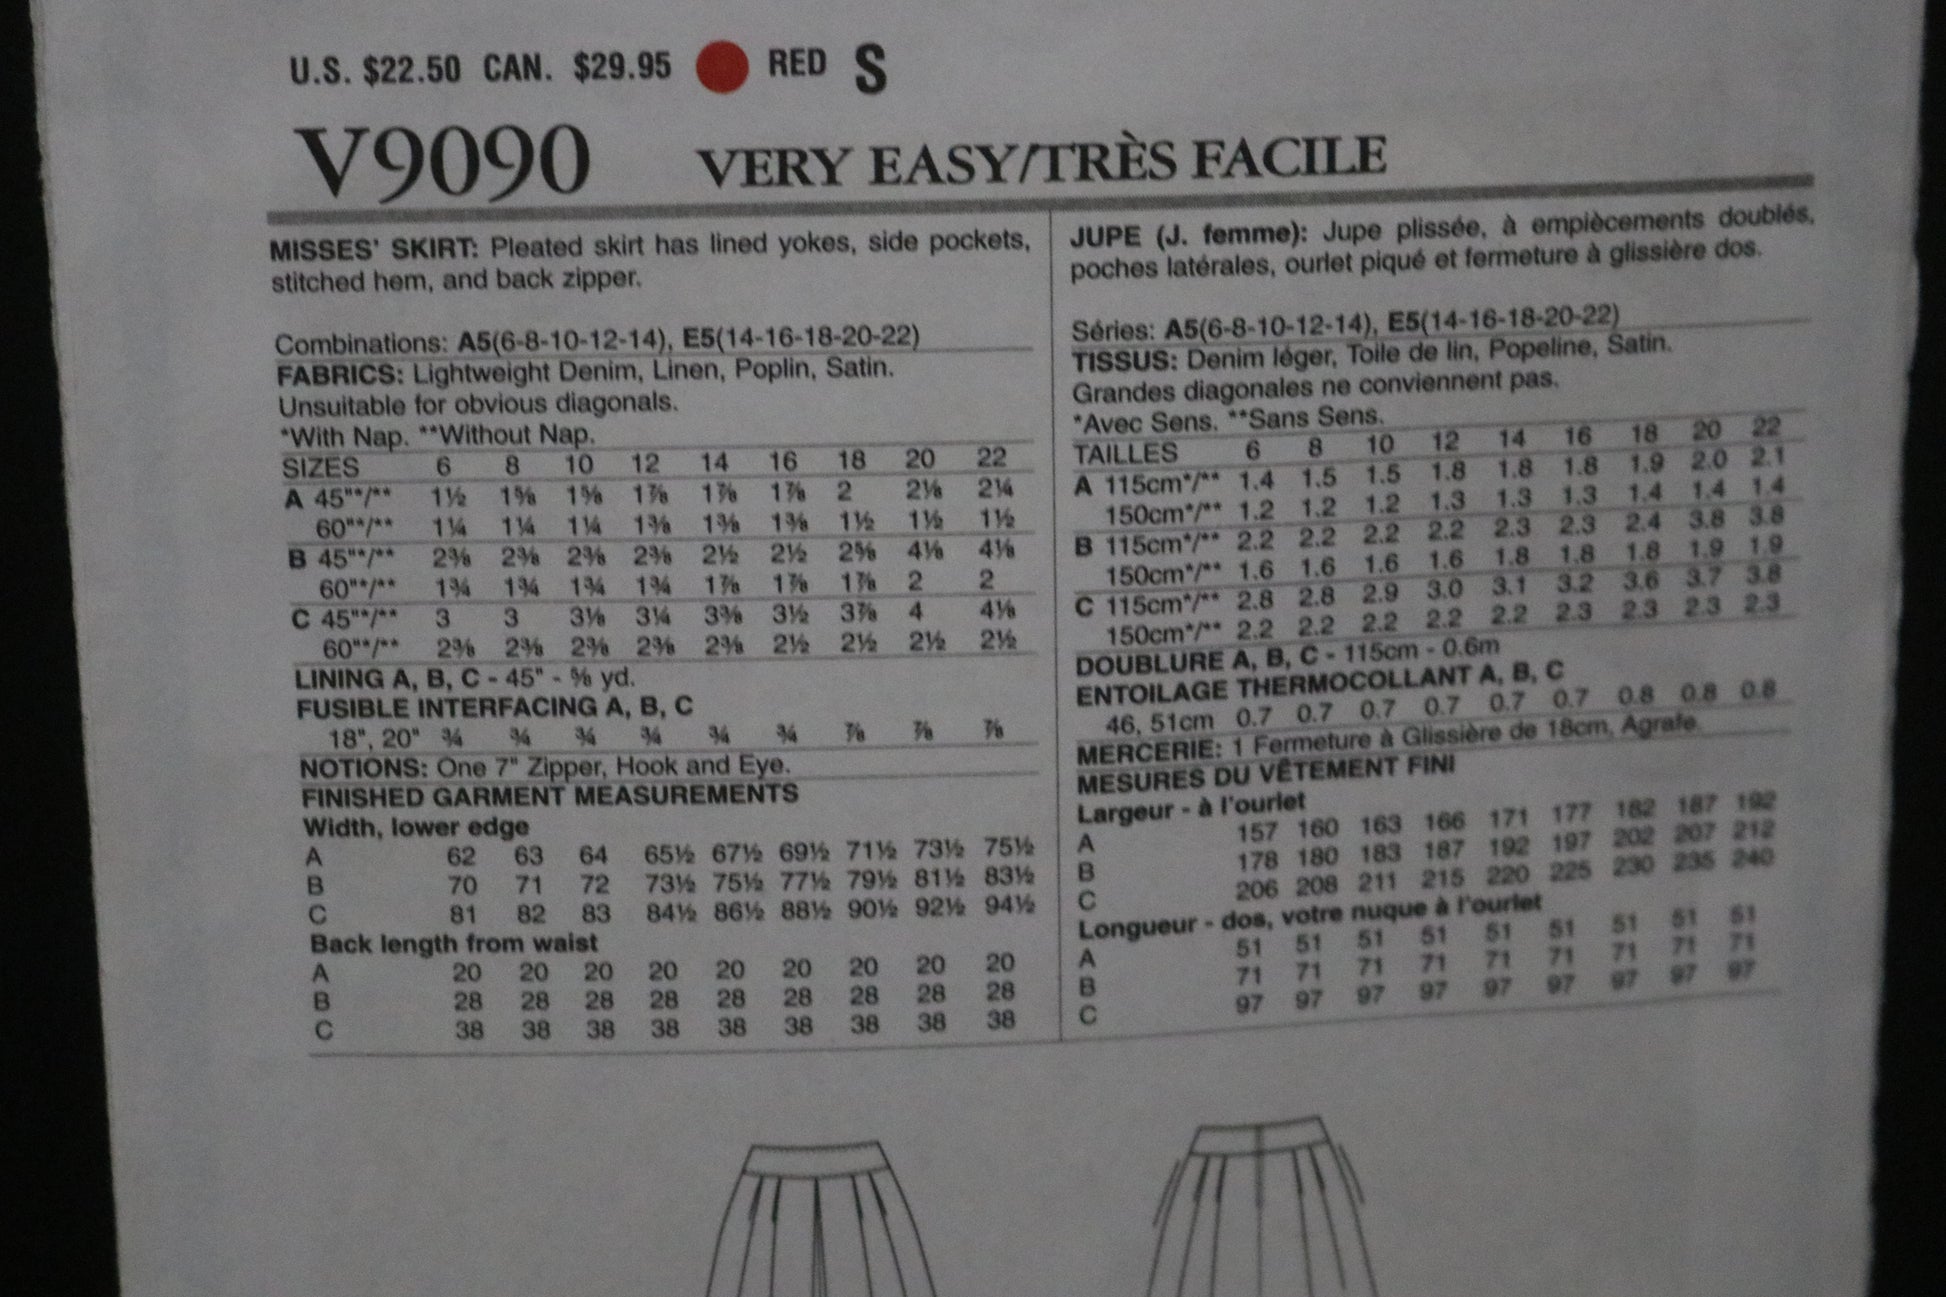 U.S. $22.50 CAN. $29.95 RED S
V9090 VERY EASY/TRÈS FACILE
MISSES' SKIRT: Pleated skirt has lined yokes, side pockets,
stitched hem, and back zipper.
Combinations: A5(6-8-10-12-14), E5(14-16-18-20-22)
FABRICS: Lightweight Denim, Linen, Poplin, Satin.
Unsuitable for obvious diagonals.
*With Nap. **Without Nap.
SIZES 6 8 10 12 14 16 18 20 22
A 45"*/** 1½ 1⅝ 1⅝ 1⅞ 1⅞ 1⅞ 2 2⅛ 2¼
60"*/** 1¼ 1¼ 1¼ 1⅜ 1⅜ 1⅜ 1½ 1½ 1½
B 45"*/** 2⅜ 2⅜ 2⅜ 2⅜ 2½ 2½ 2⅝ 4⅛ 4⅛
60"*/** 1¾ 1¾ 1¾ 1¾ 1⅞ 1⅞ 1⅞ 2 2
C 45"*/** 3 3 3⅛ 3¼ 3⅜ 3½ 3⅞ 4 4⅛
60"*/** 2⅜ 2⅜ 2⅜ 2⅜ 2⅜ 2½ 2½ 2½ 2½
LINING A, B, C - 45" - ⅝ yd.
FUSIBLE INTERFACING A, B, C
18", 20" ¾ ¾ ¾ ¾ ¾ ¾ ⅞ ⅞ ⅞
NOTIONS: One 7" Zipper, Hook and Eye.
FINISHED GARMENT MEASUREMENTS
Width, lower edge
A 62 63 64 65½ 67½ 69½ 71½ 73½ 75½
B 70 71 72 73½ 75½ 77½ 79½ 81½ 83½
C 81 82 83 84½ 86½ 88½ 90½ 92½ 94½
Back length from waist
A 20 20 20 20 20 20 20 20 20
B 28 28 28 28 28 28 28 28 28
C 38 38 38 38 38 38 38 38 38
JUPE (J. femme): Jupe plissée, à empiècements doublés,
poches latérales, ourlet piqué et fermeture à glissière dos.
Séries: A5(6-8-10-12-14), E5(14-16-18-20-22)
TISSUS: Denim léger, Toile de lin, Popeline, Satin.
Grandes diagonales ne conviennent pas.
*Avec Sens. **Sans Sens.
TAILLES 6 8 10 12 14 16 18 20 22
A 115cm*/** 1.4 1.5 1.5 1.8 1.8 1.8 1.9 2.0 2.1
150cm*/** 1.2 1.2 1.2 1.3 1.3 1.3 1.4 1.4 1.4
B 115cm*/** 2.2 2.2 2.2 2.2 2.3 2.3 2.4 3.8 3.8
150cm*/** 1.6 1.6 1.6 1.6 1.8 1.8 1.8 1.9 1.9
C 115cm*/** 2.8 2.8 2.9 3.0 3.1 3.2 3.6 3.7 3.8
150cm*/** 2.2 2.2 2.2 2.2 2.2 2.3 2.3 2.3 2.3
DOUBLURE A, B, C - 115cm - 0.6m
ENTOILAGE THERMOCOLLANT A, B, C
46, 51cm 0.7 0.7 0.7 0.7 0.7 0.7 0.8 0.8 0.8
MERCERIE: 1 Fermeture à Glissière de 18cm, Agrafe.
MESURES DU VÊTEMENT FINI
Largeur - à l'ourlet
A 157 160 163 166 171 177 182 187 192
B 178 180 183 187 192 197 202 207 212
C 206 208 211 215 220 225 230 235 240
Longueur - dos, votre nuque à l'ourlet
A 51 51 51 51 51 51 51 51 51
B 71 71 71 71 71 71 71 71 71
C 97 97 97 97 97 97 97 97 97